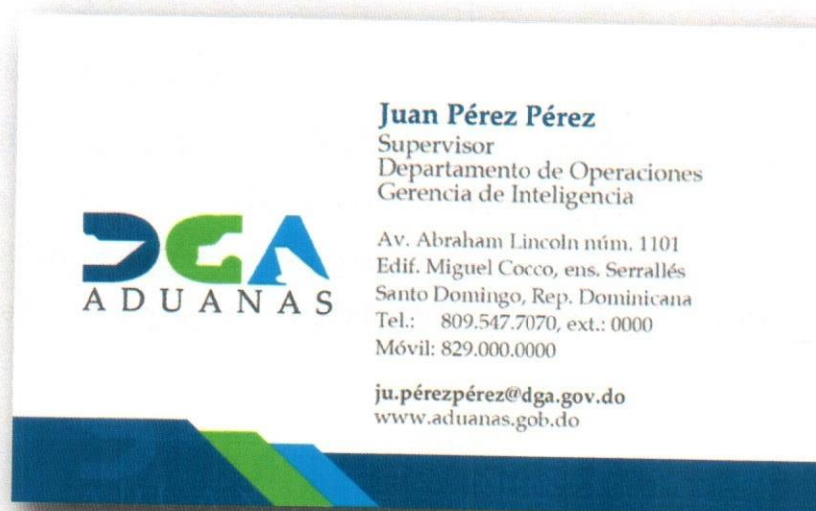 Juan Pérez Pérez
Supervisor
Departamento de Operaciones
Gerencia de Inteligencia
DGA
ADUANAS
Av. Abraham Lincoln núm. 1101
Edif. Miguel Cocco, ens. Serrallés
Santo Domingo, Rep. Dominicana
Tel.: 809.547.7070, ext.: 0000
Móvil: 829.000.0000
ju.pérezpérez@dga.gov.do
www.aduanas.gob.do